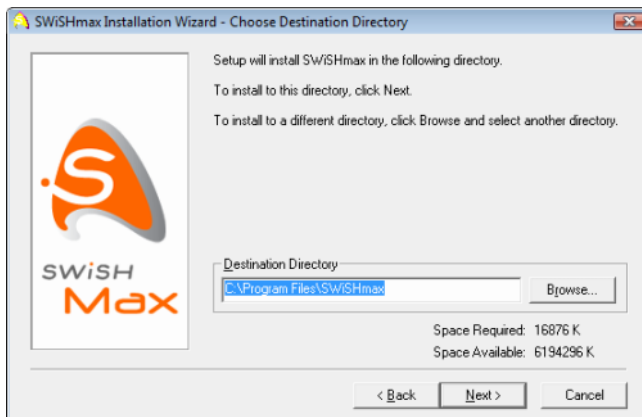 SWiSHmax Installation Wizard - Choose Destination Directory
Setup will install SWiSHmax in the following directory.
To install to this directory, click Next.
To install to a different directory, click Browse and select another directory.
S
SWiSH
Max
Destination Directory
C:\Program Files\SWiSHmax
Browse...
Space Required: 16876 K
Space Available: 6194296 K
< Back
Next >
Cancel